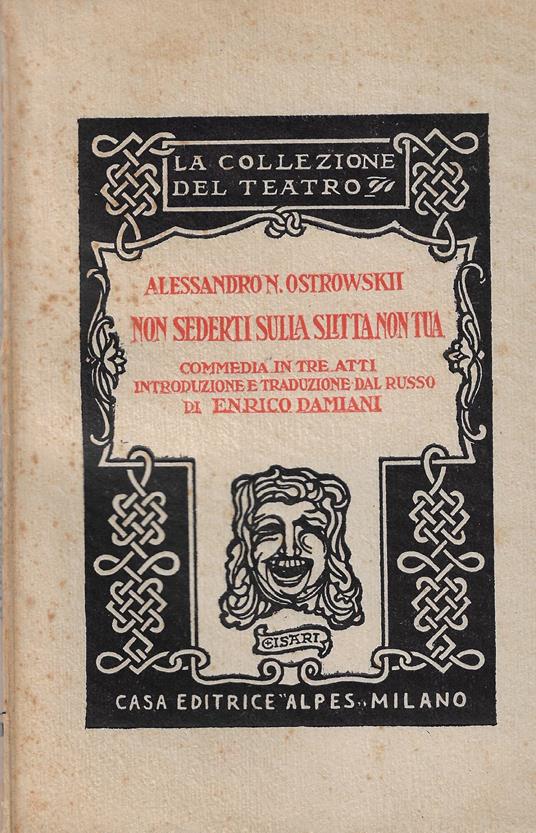 LA COLLEZIONE
DEL TEATRO
ALESSANDRO N. OSTROWSKII
NON SEDERTI SULLA SLITTA NON TUA
COMMEDIA IN TRE ATTI
INTRODUZIONE E TRADUZIONE DAL RUSSO
DI ENRICO DAMIANI
CISARI
CASA EDITRICE "ALPES" MILANO